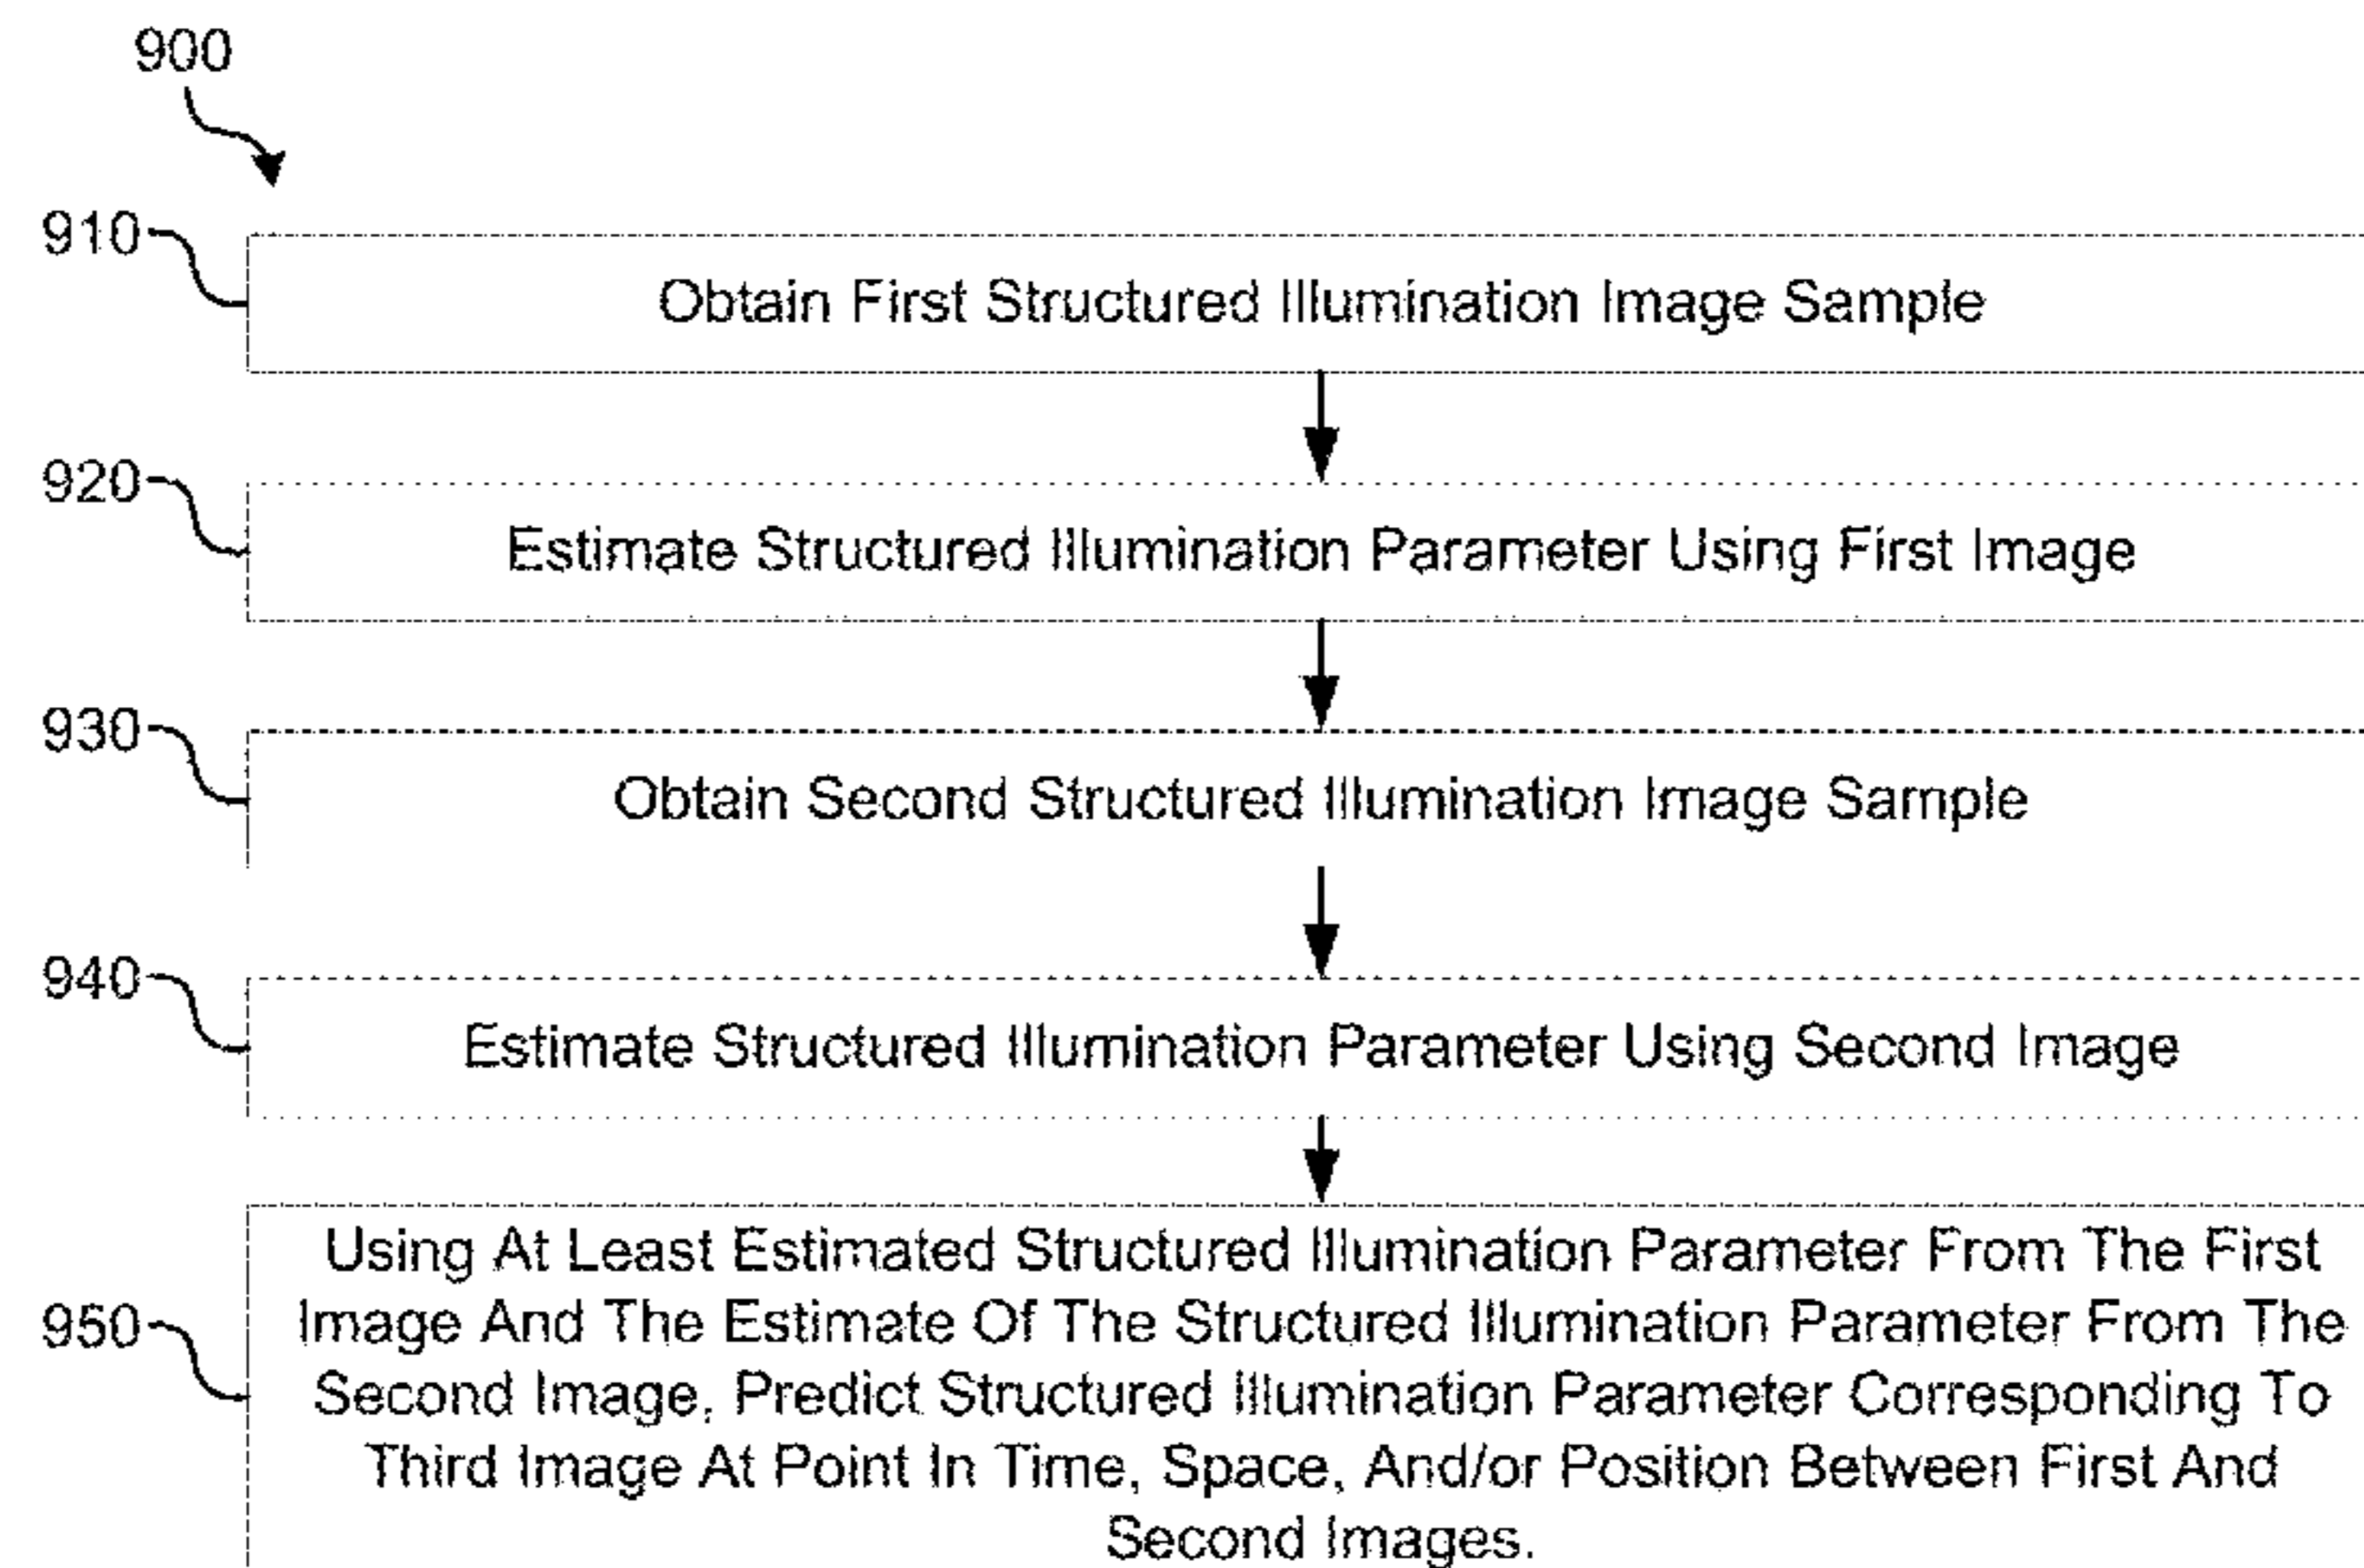 900
910
Obtain First Structured Illumination Image Sample
920
Estimate Structured Illumination Parameter Using First Image
930
Obtain Second Structured Illumination Image Sample
940
Estimate Structured Illumination Parameter Using Second Image
950
Using At Least Estimated Structured Illumination Parameter From The First
Image And The Estimate Of The Structured Illumination Parameter From The
Second Image, Predict Structured Illumination Parameter Corresponding To
Third Image At Point In Time, Space, And/or Position Between First And
Second Images.